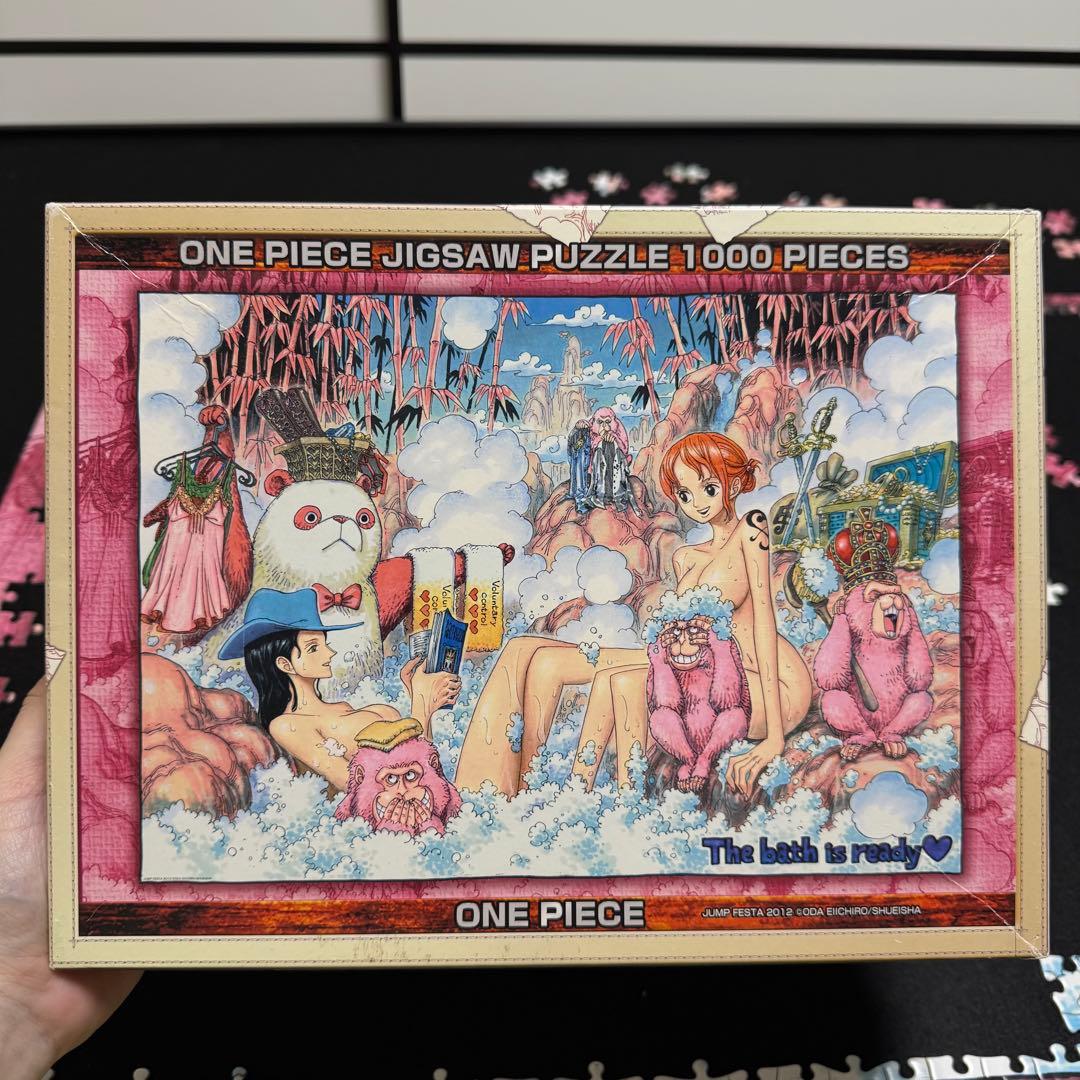 ONE PIECE JIGSAW PUZZLE 1000 PIECES
Voluntary
control
The bath is ready
ONE PIECE
JUMP FESTA 2012 ©ODA EIICHIRO/SHUEISHA